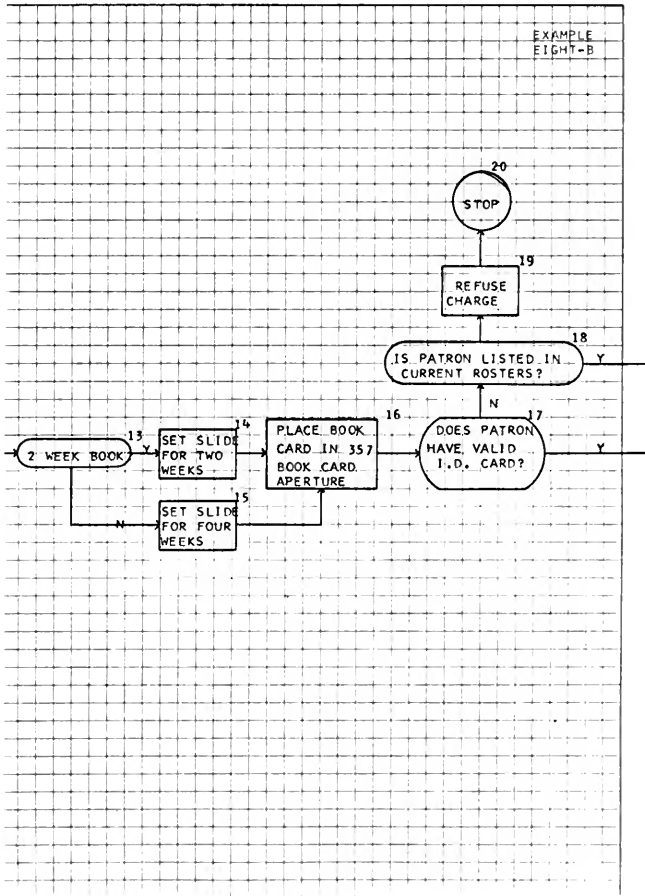 EXAMPLE
EIGHT-B
20
STOP
19
REFUSE
CHARGE
18
IS PATRON LISTED IN
CURRENT ROSTERS?
Y
N
13
2 WEEK BOOK
Y
14
SET SLIDE
FOR TWO
WEEKS
N
15
SET SLIDE
FOR FOUR
WEEKS
16
PLACE BOOK
CARD IN 357
BOOK CARD
APERTURE
17
DOES PATRON
HAVE VALID
I.D. CARD?
Y